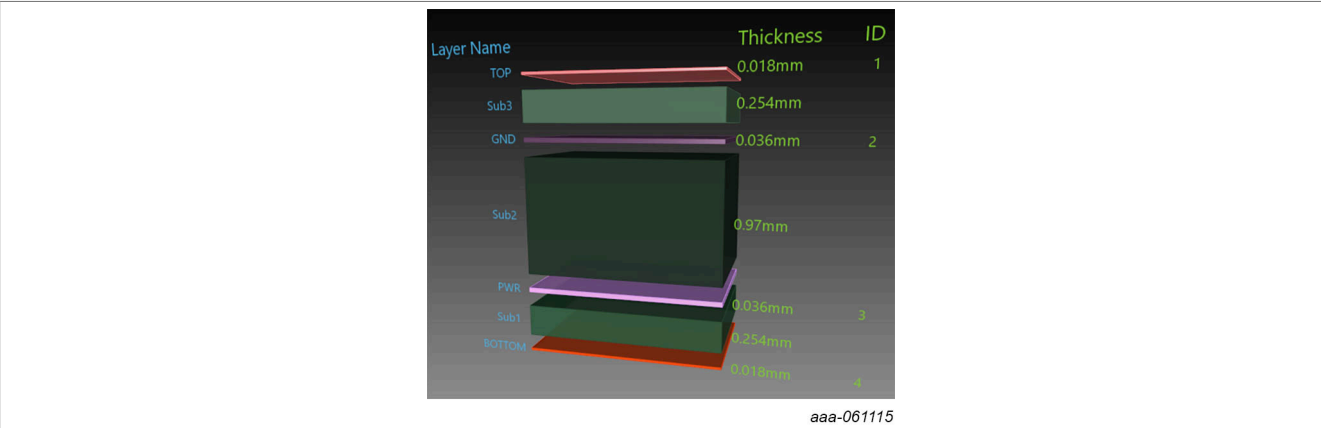 Layer Name Thickness ID
TOP 0.018mm 1
Sub3 0.254mm
GND 0.036mm 2
Sub2 0.97mm
PWR 0.036mm 3
Sub1 0.254mm
BOTTOM 0.018mm 4
aaa-061115